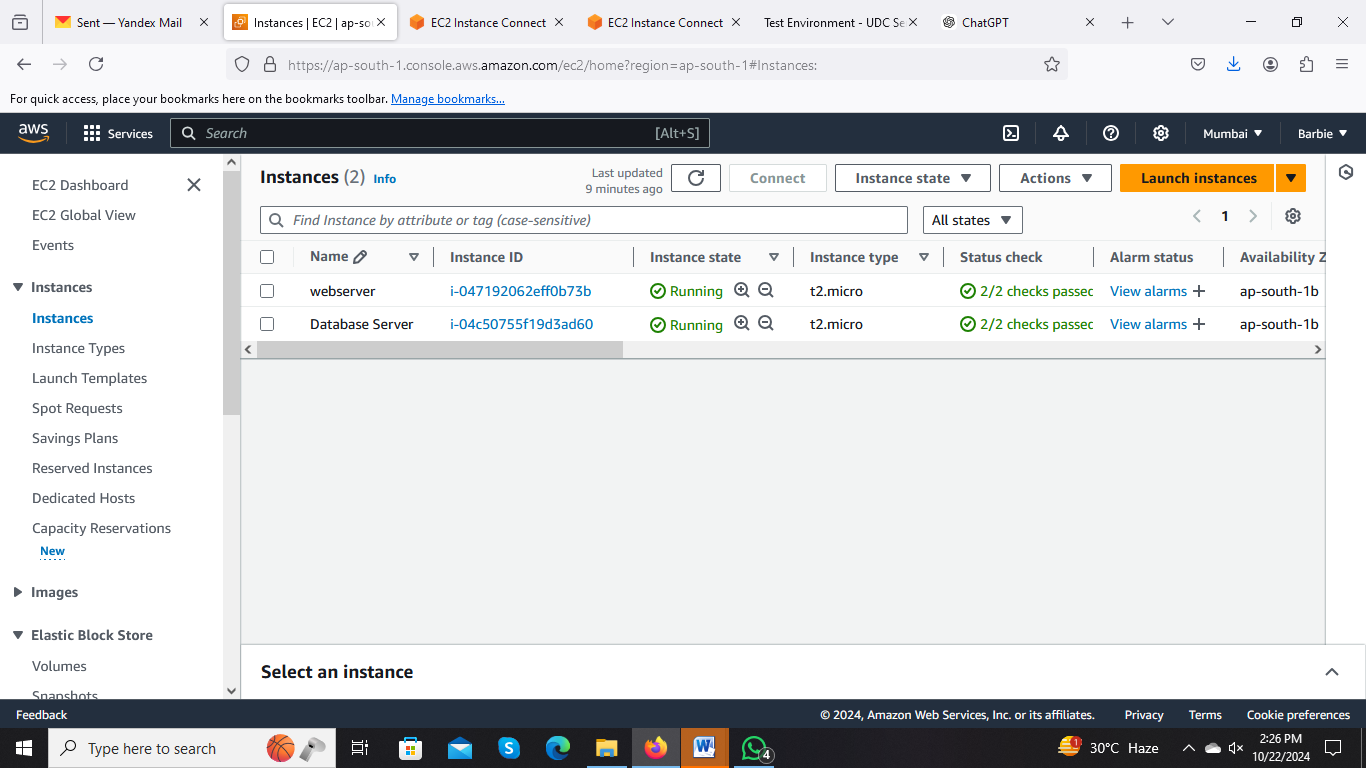 Sent — Yandex Mail
Instances | EC2 | ap-so
EC2 Instance Connect
EC2 Instance Connect
Test Environment - UDC Se
ChatGPT
https://ap-south-1.console.aws.amazon.com/ec2/home?region=ap-south-1#Instances:
For quick access, place your bookmarks here on the bookmarks toolbar. Manage bookmarks...
aws
Services
Search
[Alt+S]
Mumbai
Barbie
EC2 Dashboard
EC2 Global View
Events
Instances
Instances
Instance Types
Launch Templates
Spot Requests
Savings Plans
Reserved Instances
Dedicated Hosts
Capacity Reservations
New
Images
Elastic Block Store
Volumes
Snapshots
Instances (2) Info
Last updated
9 minutes ago
Connect
Instance state
Actions
Launch instances
Find Instance by attribute or tag (case-sensitive)
All states
1
Name Instance ID Instance state Instance type Status check Alarm status Availability Z
webserver i-047192062eff0b73b Running t2.micro 2/2 checks passec View alarms ap-south-1b
Database Server i-04c50755f19d3ad60 Running t2.micro 2/2 checks passec View alarms ap-south-1b
Select an instance
Feedback
© 2024, Amazon Web Services, Inc. or its affiliates.
Privacy
Terms
Cookie preferences
Type here to search
4
1
30°C Haze
2:26 PM
10/22/2024